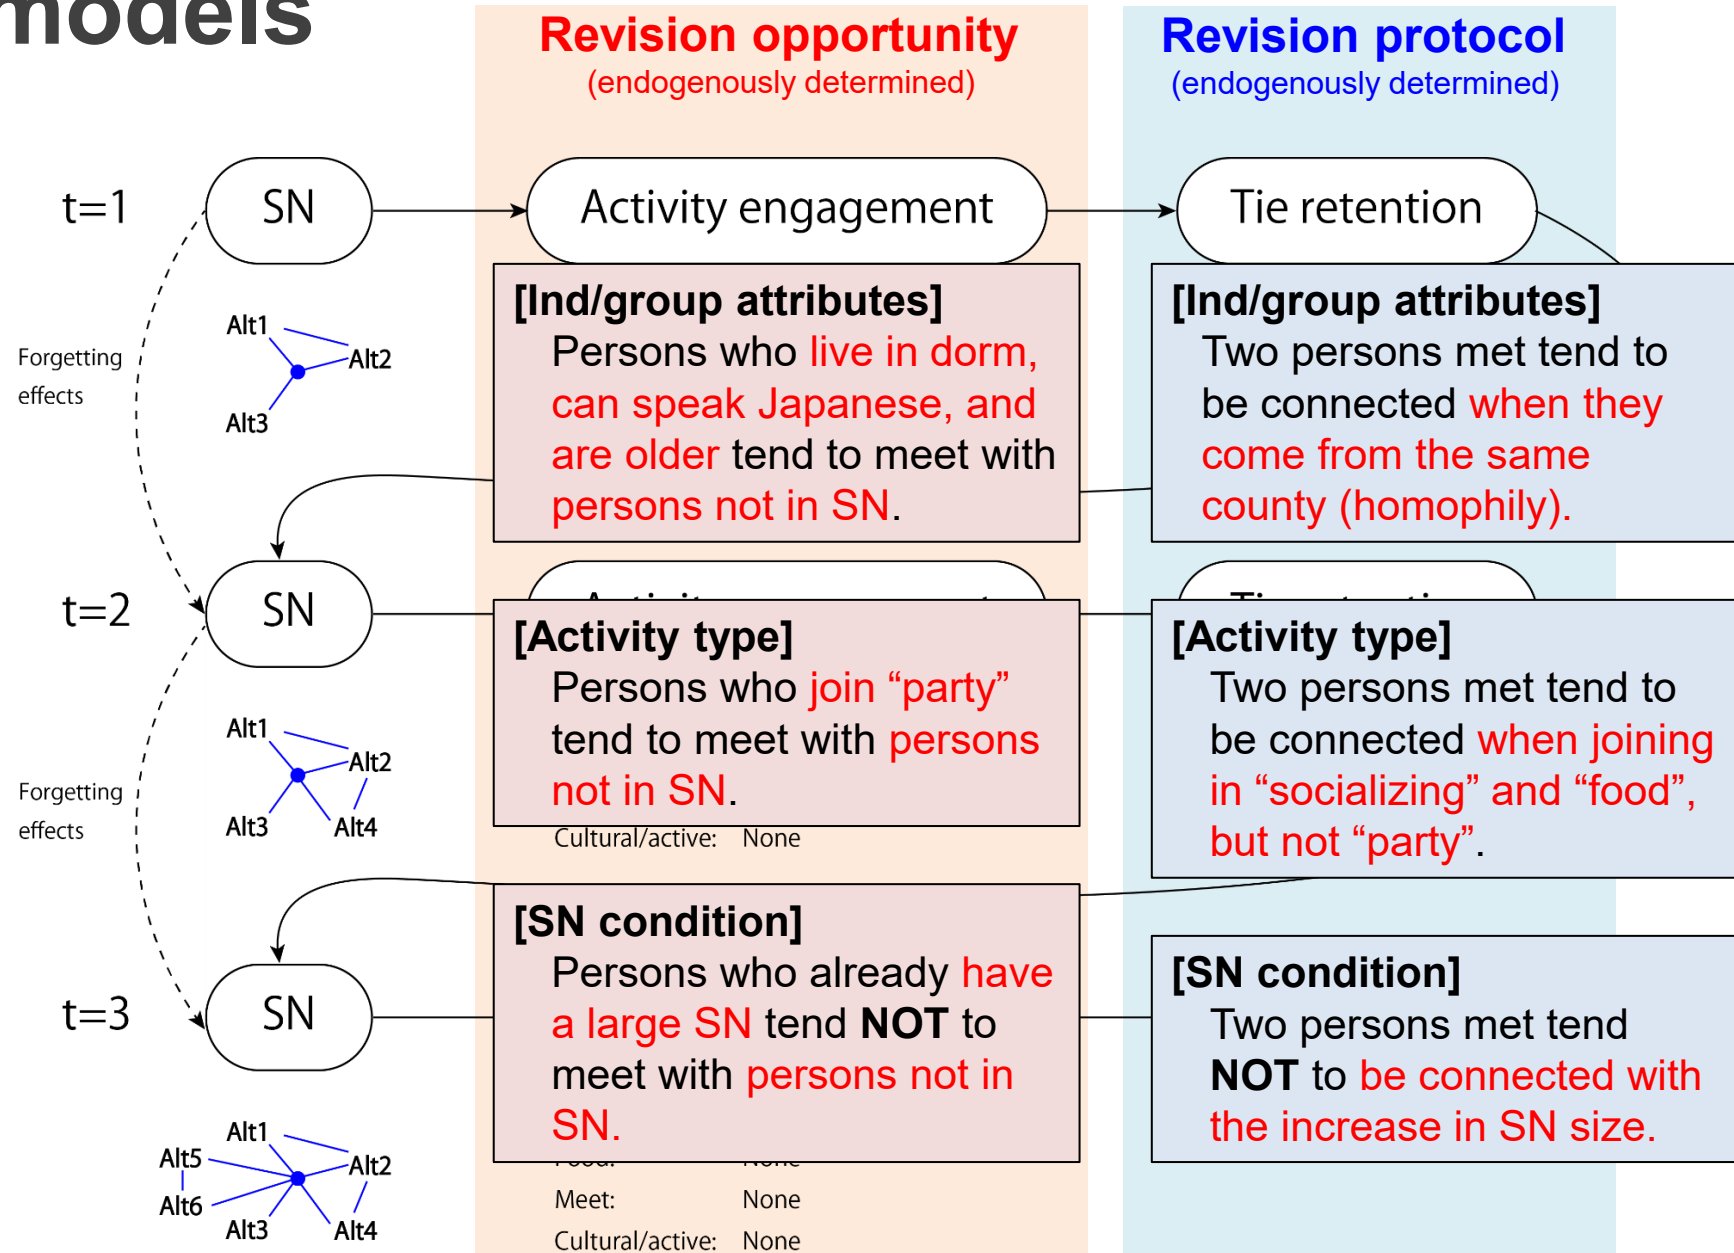 models
Revision opportunity
(endogenously determined)
Revision protocol
(endogenously determined)
t=1
SN
Activity engagement
Tie retention
Forgetting
effects
Alt1
Alt2
Alt3
[Ind/group attributes]
Persons who live in dorm,
can speak Japanese, and
are older tend to meet with
persons not in SN.
[Ind/group attributes]
Two persons met tend to
be connected when they
come from the same
county (homophily).
t=2
SN
Forgetting
effects
Alt1
Alt2
Alt3
Alt4
[Activity type]
Persons who join “party”
tend to meet with persons
not in SN.
Cultural/active: None
[Activity type]
Two persons met tend to
be connected when joining
in “socializing” and “food”,
but not “party”.
t=3
SN
Alt1
Alt5
Alt2
Alt6
Alt3
Alt4
[SN condition]
Persons who already have
a large SN tend NOT to
meet with persons not in
SN.
Meet: None
Cultural/active: None
[SN condition]
Two persons met tend
NOT to be connected with
the increase in SN size.